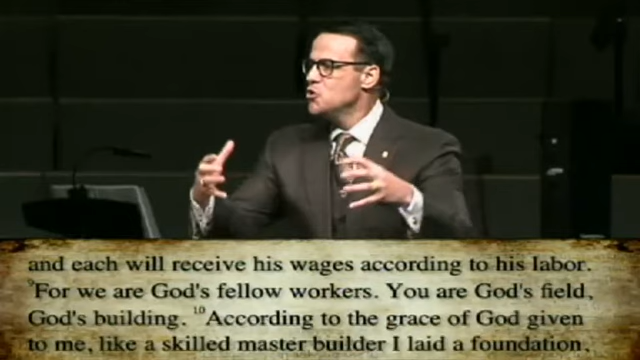 and each will receive his wages according to his labor.
⁹For we are God's fellow workers. You are God's field,
God's building. ¹⁰According to the grace of God given
to me, like a skilled master builder I laid a foundation,